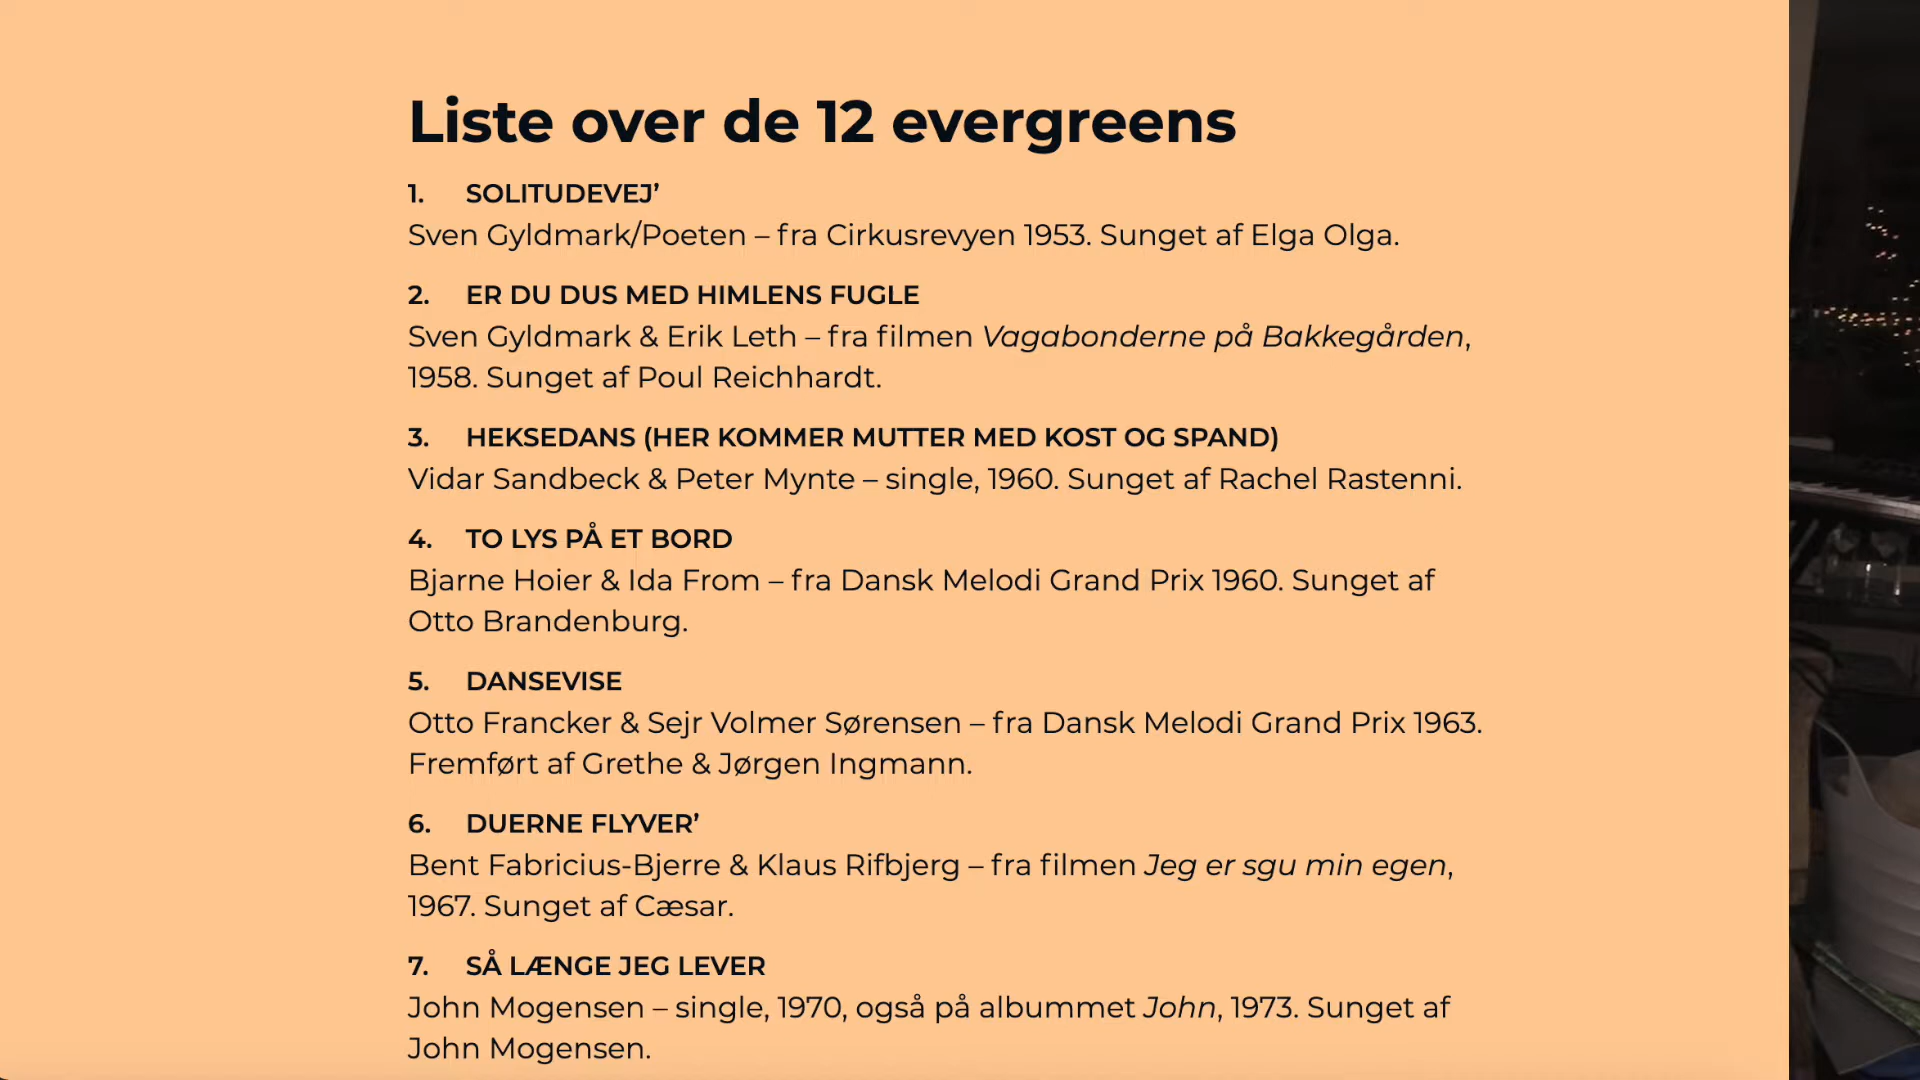 Liste over de 12 evergreens
1. SOLITUDEVEJ’
Sven Gyldmark/Poeten – fra Cirkusrevyen 1953. Sunget af Elga Olga.
2. ER DU DUS MED HIMLENS FUGLE
Sven Gyldmark & Erik Leth – fra filmen Vagabonderne på Bakkegården,
1958. Sunget af Poul Reichhardt.
3. HEKSEDANS (HER KOMMER MUTTER MED KOST OG SPAND)
Vidar Sandbeck & Peter Mynte – single, 1960. Sunget af Rachel Rastenni.
4. TO LYS PÅ ET BORD
Bjarne Hoier & Ida From – fra Dansk Melodi Grand Prix 1960. Sunget af
Otto Brandenburg.
5. DANSEVISE
Otto Francker & Sejr Volmer Sørensen – fra Dansk Melodi Grand Prix 1963.
Fremført af Grethe & Jørgen Ingmann.
6. DUERNE FLYVER’
Bent Fabricius-Bjerre & Klaus Rifbjerg – fra filmen Jeg er sgu min egen,
1967. Sunget af Cæsar.
7. SÅ LÆNGE JEG LEVER
John Mogensen – single, 1970, også på albummet John, 1973. Sunget af
John Mogensen.